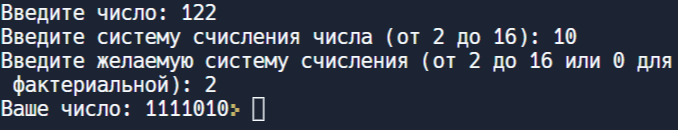 Введите число: 122
Введите систему счисления числа (от 2 до 16): 10
Введите желаемую систему счисления (от 2 до 16 или 0 для
фактериальной): 2
Ваше число: 1111010>